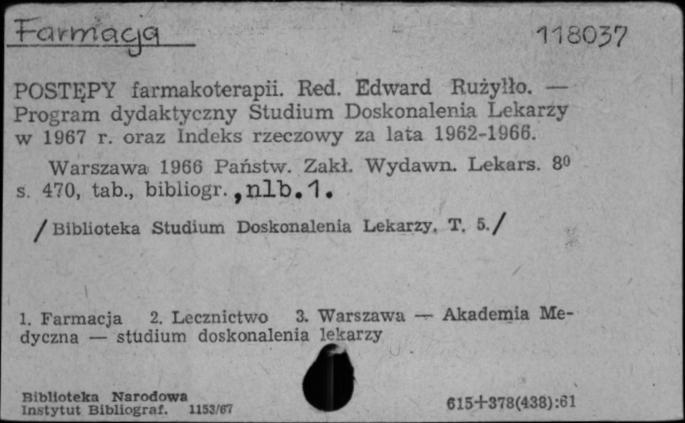 Farmacja 118037
POSTĘPY farmakoterapii. Red. Edward Rużyłło. —
Program dydaktyczny Studium Doskonalenia Lekarzy
w 1967 r. oraz Indeks rzeczowy za lata 1962-1966.
Warszawa 1966 Państw. Zakł. Wydawn. Lekars. 8⁰
s. 470, tab., bibliogr. ,nlb.1.
/Biblioteka Studium Doskonalenia Lekarzy. T. 5./
1. Farmacja 2. Lecznictwo 3. Warszawa — Akademia Me-
dyczna — studium doskonalenia lekarzy
Biblioteka Narodowa
Instytut Bibliograf. 1153/67 615+378(438):61